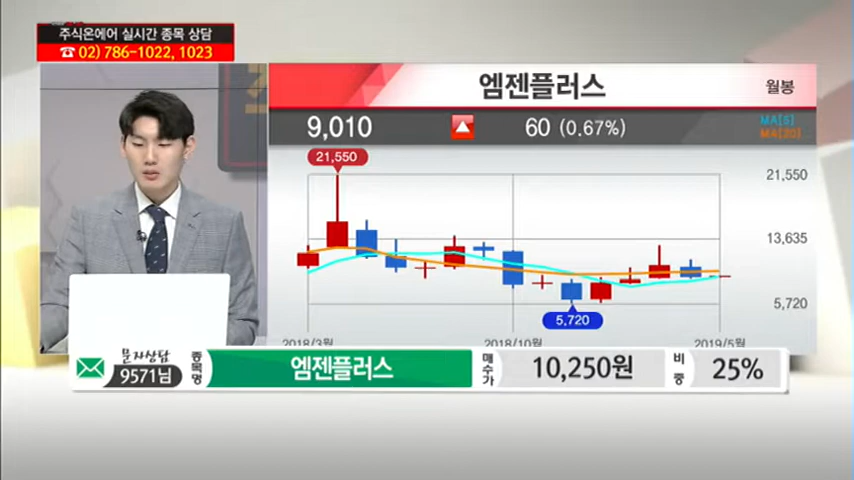 주식온에어 실시간 종목 상담
☎ 02) 786-1022, 1023
엠젠플러스
월봉
9,010 60 (0.67%)
MA[5]
MA[20]
21,550
21,550
13,635
5,720
5,720
2018/3월 2018/10월 2019/5월
문자상담
9571님
종목명
엠젠플러스
매수가
10,250원
비중
25%